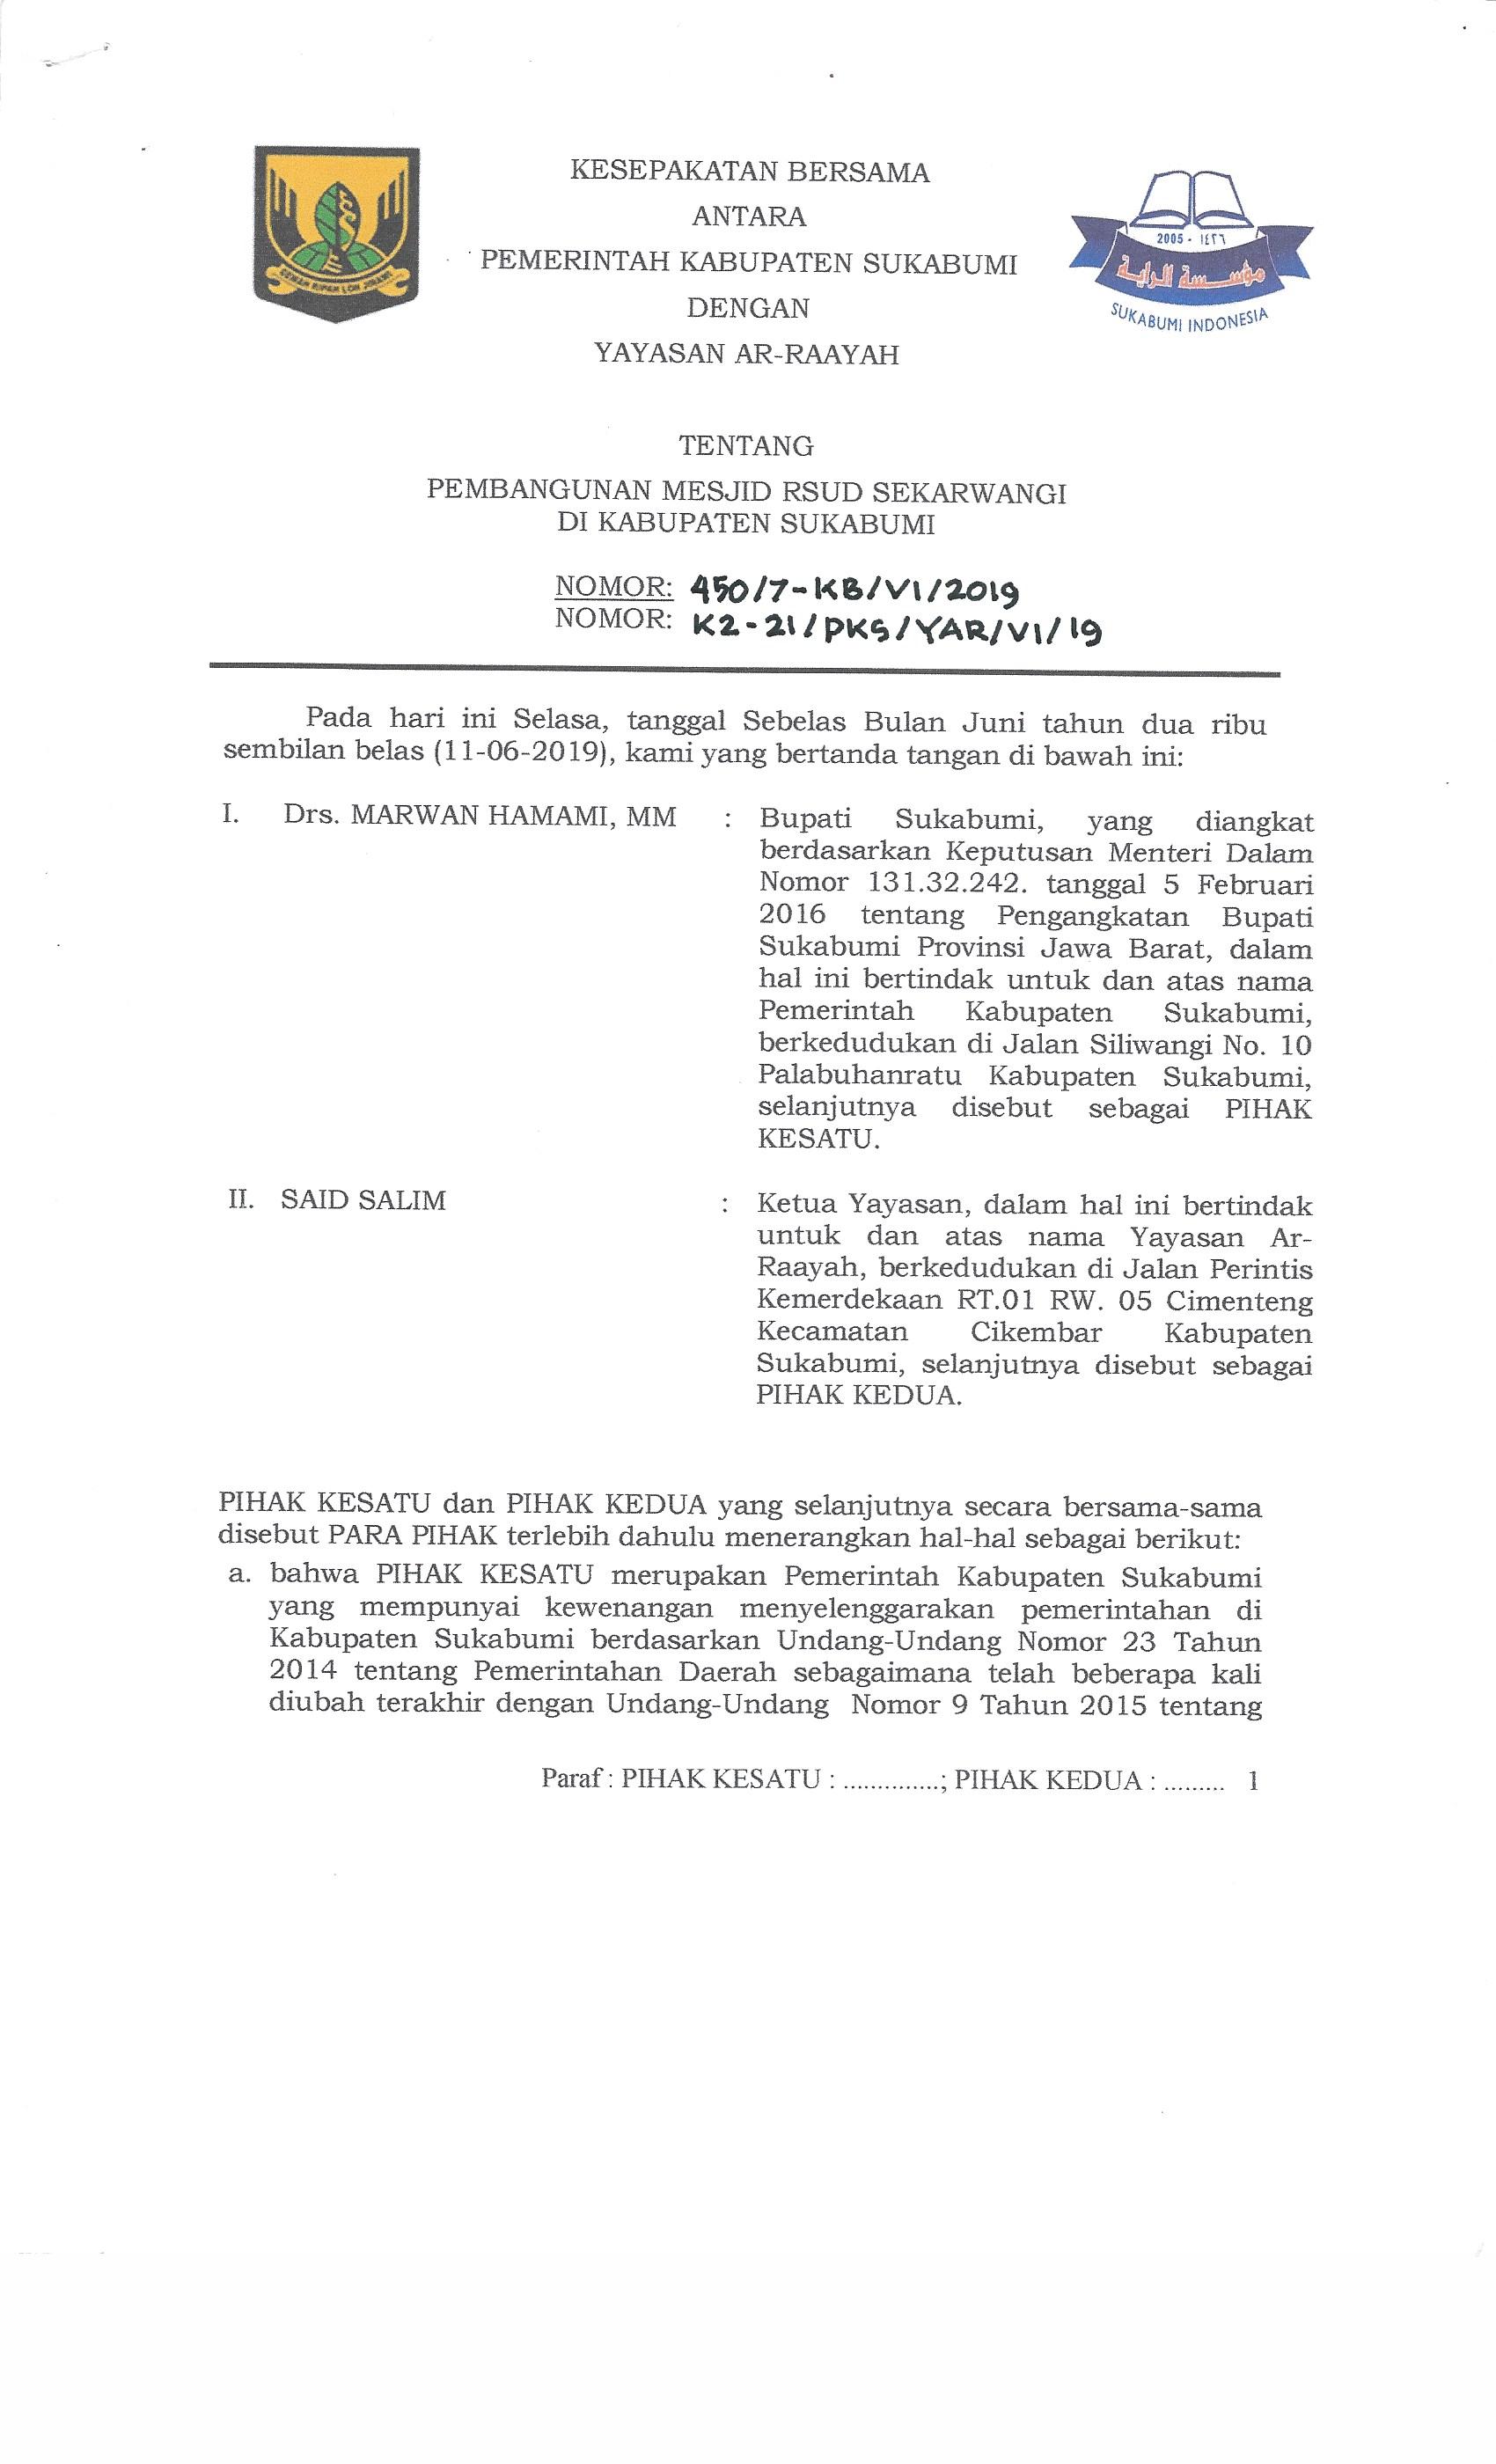 KESEPAKATAN BERSAMA
ANTARA
PEMERINTAH KABUPATEN SUKABUMI
DENGAN
YAYASAN AR-RAAYAH
2005 - ١٤٢٦
مؤسسة الراية
SUKABUMI INDONESIA
TENTANG
PEMBANGUNAN MESJID RSUD SEKARWANGI
DI KABUPATEN SUKABUMI
NOMOR: 450/7-KB/VI/2019
NOMOR: K2-21/PKS/YAR/VI/19
Pada hari ini Selasa, tanggal Sebelas Bulan Juni tahun dua ribu
sembilan belas (11-06-2019), kami yang bertanda tangan di bawah ini:
I. Drs. MARWAN HAMAMI, MM : Bupati Sukabumi, yang diangkat
berdasarkan Keputusan Menteri Dalam
Nomor 131.32.242. tanggal 5 Februari
2016 tentang Pengangkatan Bupati
Sukabumi Provinsi Jawa Barat, dalam
hal ini bertindak untuk dan atas nama
Pemerintah Kabupaten Sukabumi,
berkedudukan di Jalan Siliwangi No. 10
Palabuhanratu Kabupaten Sukabumi,
selanjutnya disebut sebagai PIHAK
KESATU.
II. SAID SALIM : Ketua Yayasan, dalam hal ini bertindak
untuk dan atas nama Yayasan Ar-
Raayah, berkedudukan di Jalan Perintis
Kemerdekaan RT.01 RW. 05 Cimenteng
Kecamatan Cikembar Kabupaten
Sukabumi, selanjutnya disebut sebagai
PIHAK KEDUA.
PIHAK KESATU dan PIHAK KEDUA yang selanjutnya secara bersama-sama
disebut PARA PIHAK terlebih dahulu menerangkan hal-hal sebagai berikut:
a. bahwa PIHAK KESATU merupakan Pemerintah Kabupaten Sukabumi
yang mempunyai kewenangan menyelenggarakan pemerintahan di
Kabupaten Sukabumi berdasarkan Undang-Undang Nomor 23 Tahun
2014 tentang Pemerintahan Daerah sebagaimana telah beberapa kali
diubah terakhir dengan Undang-Undang Nomor 9 Tahun 2015 tentang
Paraf : PIHAK KESATU : ..............; PIHAK KEDUA : ......... 1